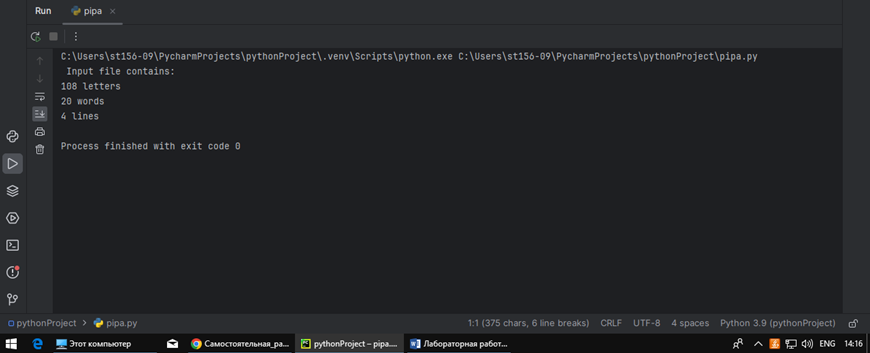 Run pipa
C:\Users\st156-09\PycharmProjects\pythonProject\.venv\Scripts\python.exe C:\Users\st156-09\PycharmProjects\pythonProject\pipa.py
Input file contains:
108 letters
20 words
4 lines
Process finished with exit code 0
pythonProject > pipa.py 1:1 (375 chars, 6 line breaks) CRLF UTF-8 4 spaces Python 3.9 (pythonProject)
Этот компьютер Самостоятельная_ра... pythonProject – pipa.... Лабораторная работ... ENG 14:16